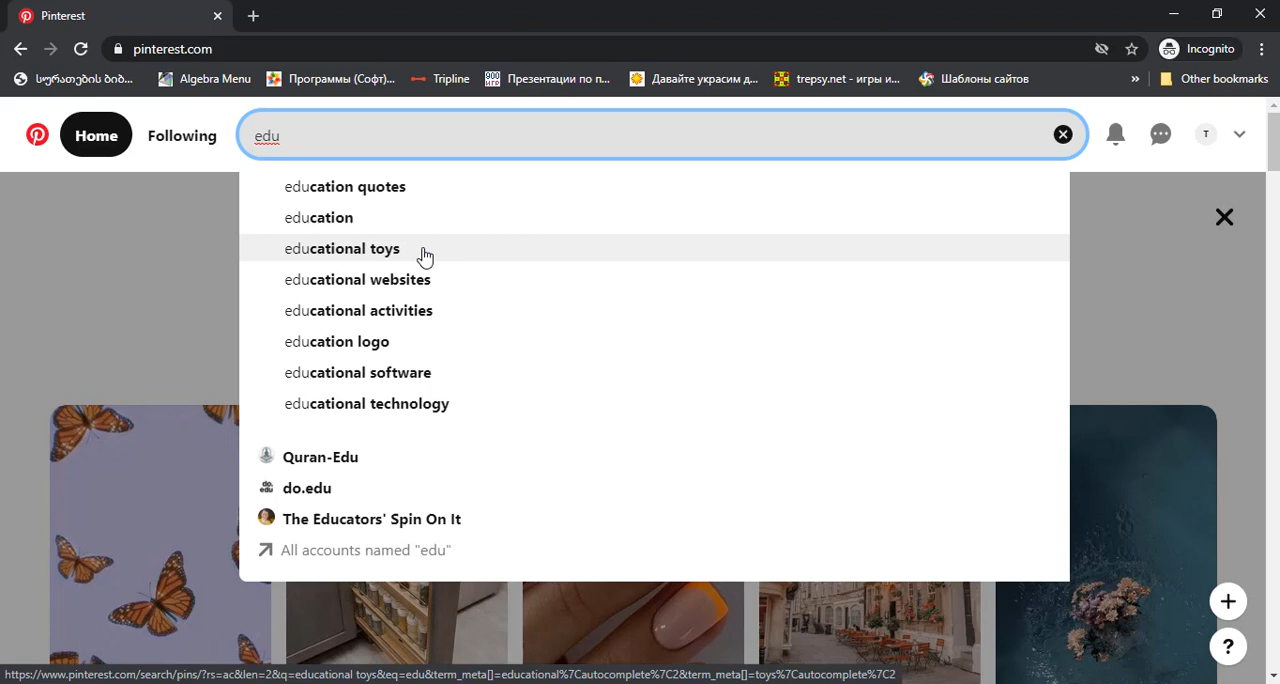 Pinterest
pinterest.com
Incognito
სურათების ბობ...
Algebra Menu
Программы (Софт)...
Tripline
Презентации по п...
Давайте украсим д...
trepsy.net - игры и...
Шаблоны сайтов
»
Other bookmarks
Home
Following
edu
T
education quotes
education
educational toys
educational websites
educational activities
education logo
educational software
educational technology
Quran-Edu
do.edu
The Educators' Spin On It
All accounts named "edu"
+
?
https://www.pinterest.com/search/pins/?rs=ac&len=2&q=educational toys&eq=edu&term_meta[]=educational%7Cautocomplete%7C2&term_meta[]=toys%7Cautocomplete%7C2